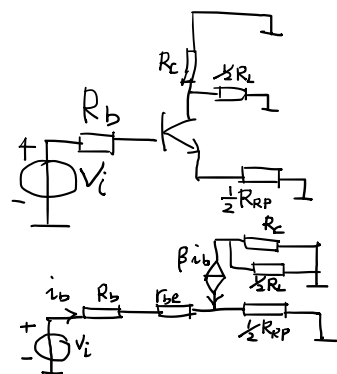 Rc
½RL
Rb
+
Vi
-
½RRP
Rc
βib
½RL
ib
Rb
rbe
+
Vi
-
½RRP